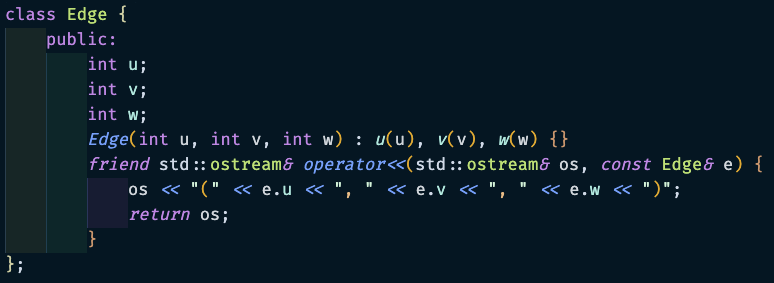 class Edge {
    public:
        int u;
        int v;
        int w;
        Edge(int u, int v, int w) : u(u), v(v), w(w) {}
        friend std::ostream& operator<<(std::ostream& os, const Edge& e) {
            os << "(" << e.u << ", " << e.v << ", " << e.w << ")";
            return os;
        }
};